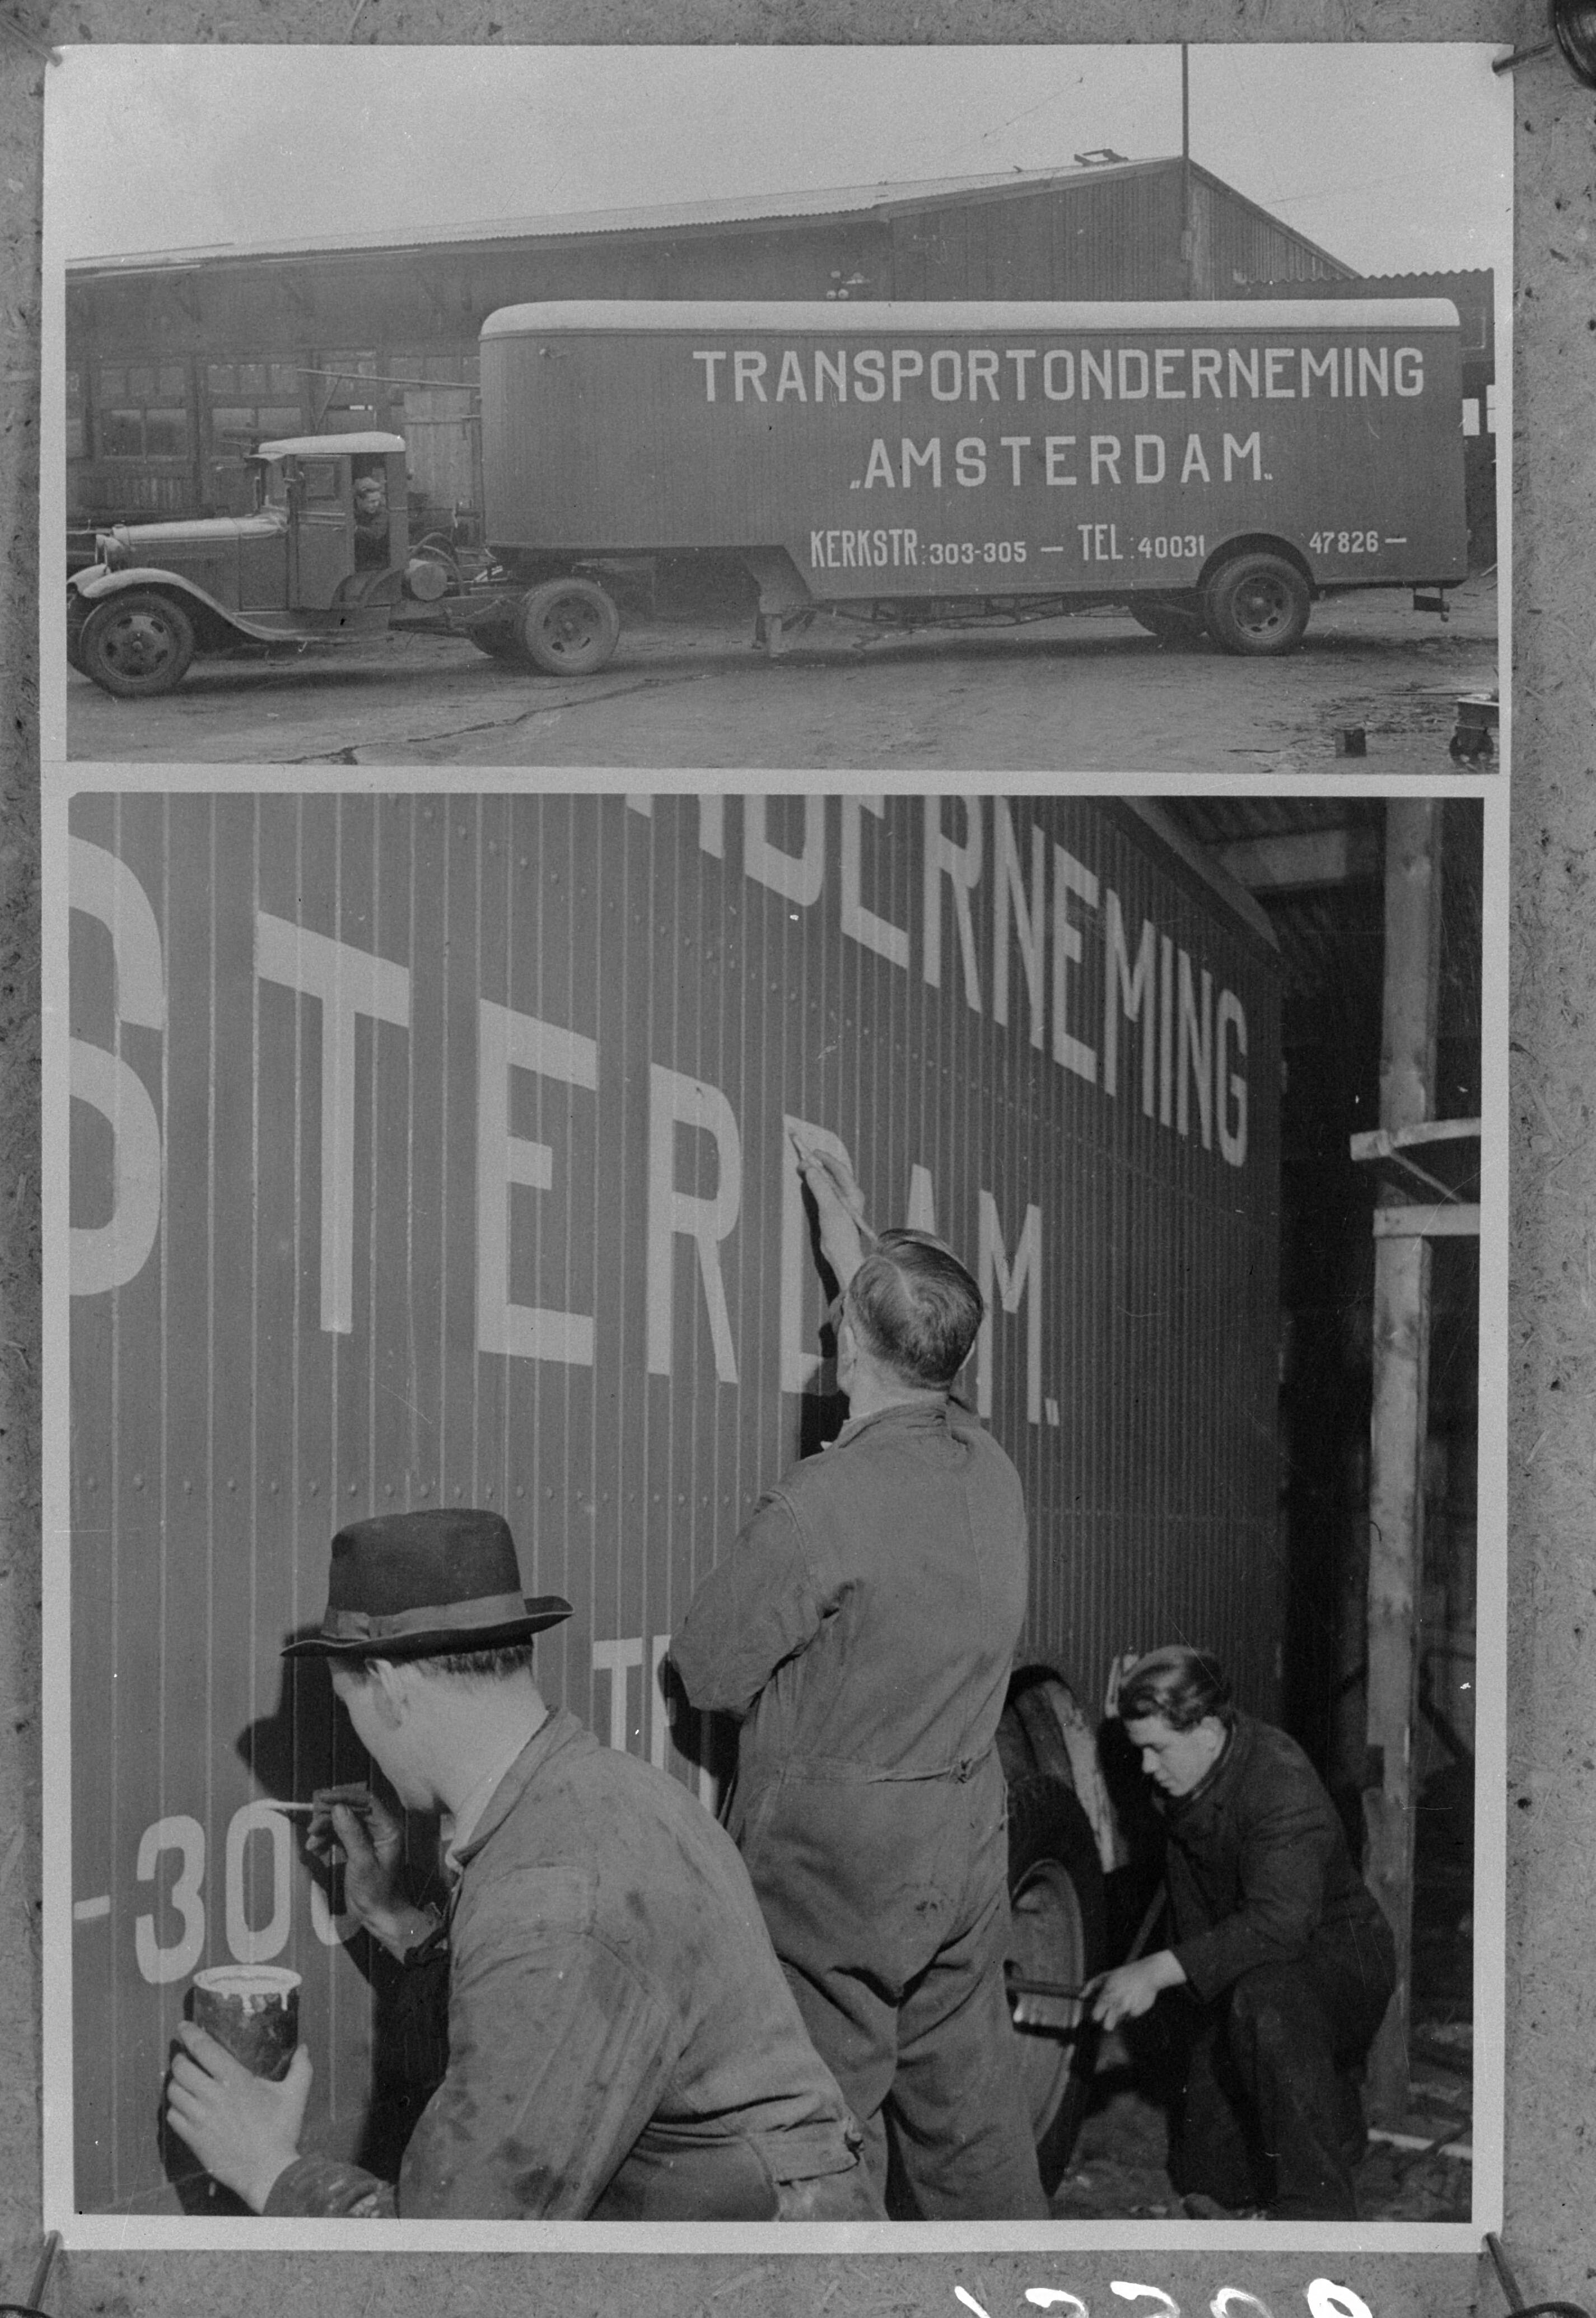 TRANSPORTONDERNEMING
„AMSTERDAM„
KERKSTR: 303-305 — TEL: 40031 47826 —
DERNEMING
STERDAM„
T
-30